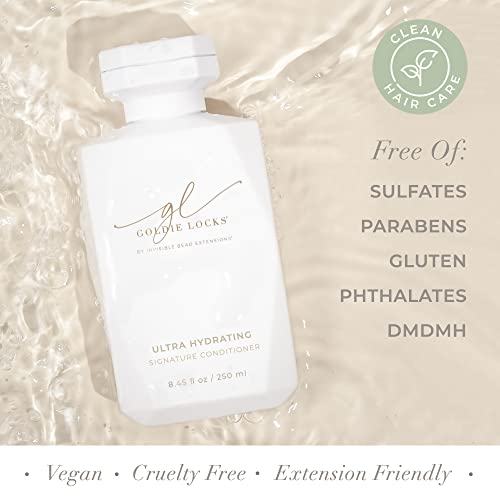 CLEAN
HAIR CARE
Free Of:
SULFATES
PARABENS
GLUTEN
PHTHALATES
DMDMH
gl
GOLDIE LOCKS®
BY INVISIBLE BEAD EXTENSIONS®
ULTRA HYDRATING
SIGNATURE CONDITIONER
8.45 fl oz / 250 ml
• Vegan • Cruelty Free • Extension Friendly •